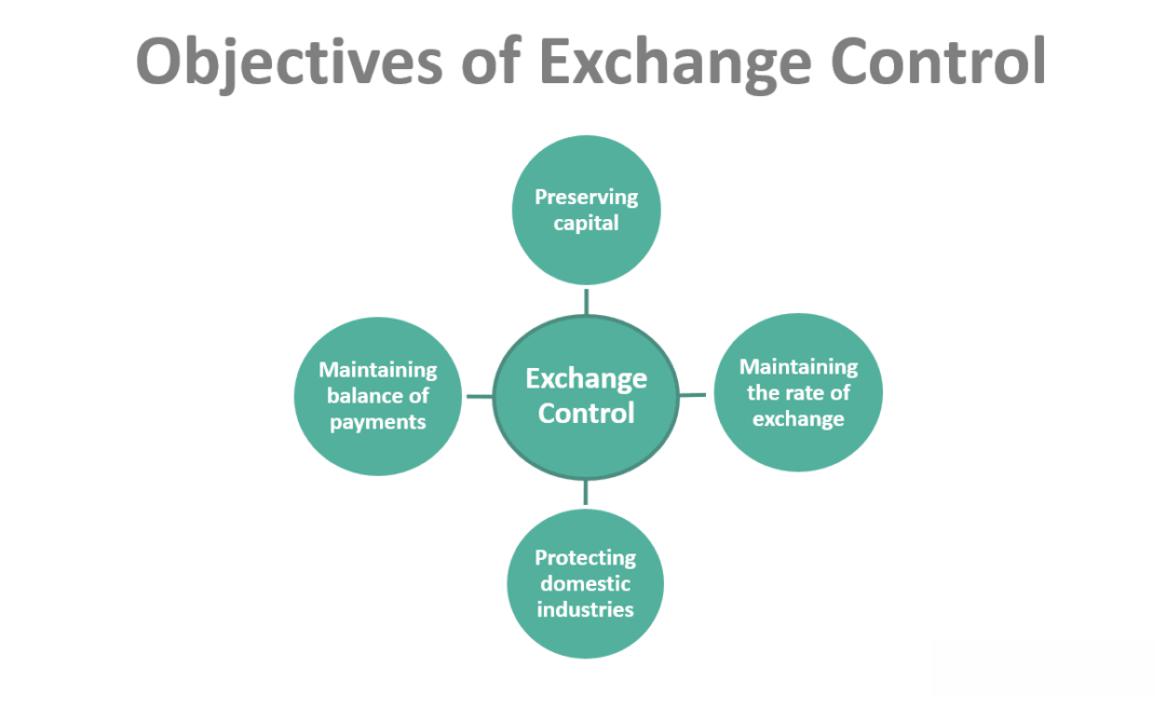 Objectives of Exchange Control
Preserving
capital
Maintaining
balance of
payments
Exchange
Control
Maintaining
the rate of
exchange
Protecting
domestic
industries